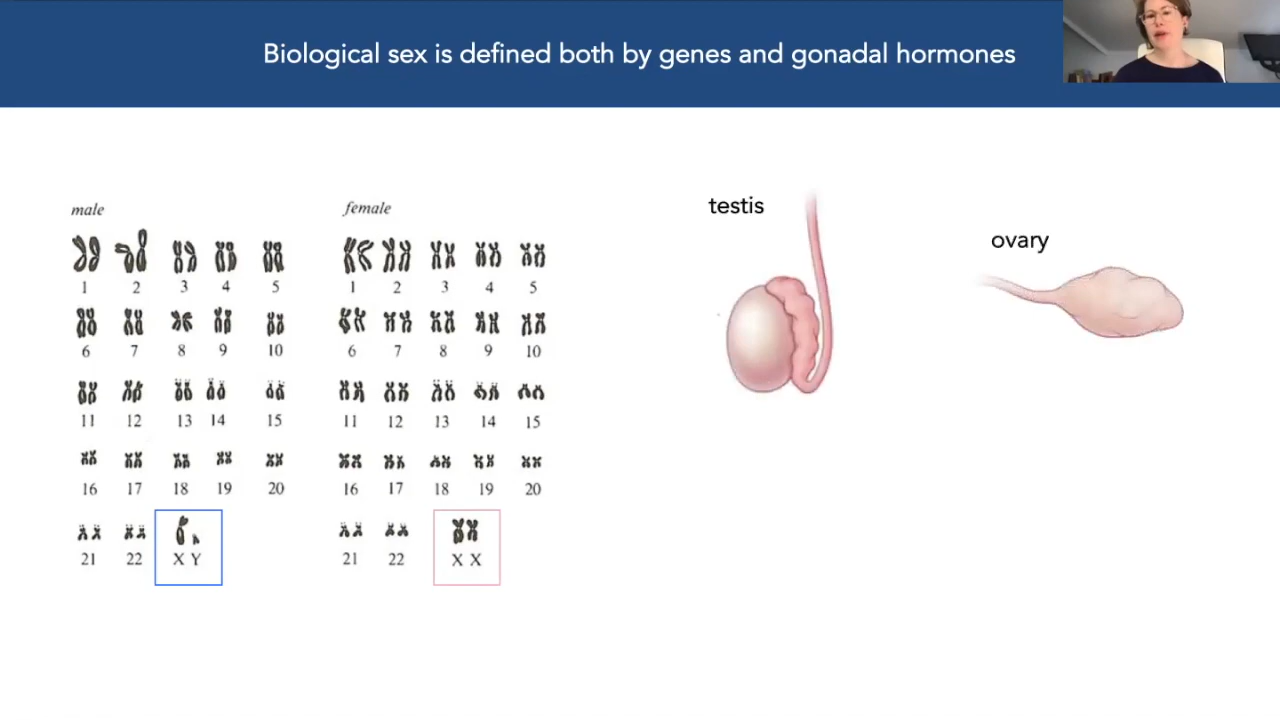 Biological sex is defined both by genes and gonadal hormones
male
1 2 3 4 5
6 7 8 9 10
11 12 13 14 15
16 17 18 19 20
21 22 X Y
female
1 2 3 4 5
6 7 8 9 10
11 12 13 14 15
16 17 18 19 20
21 22 X X
testis
ovary